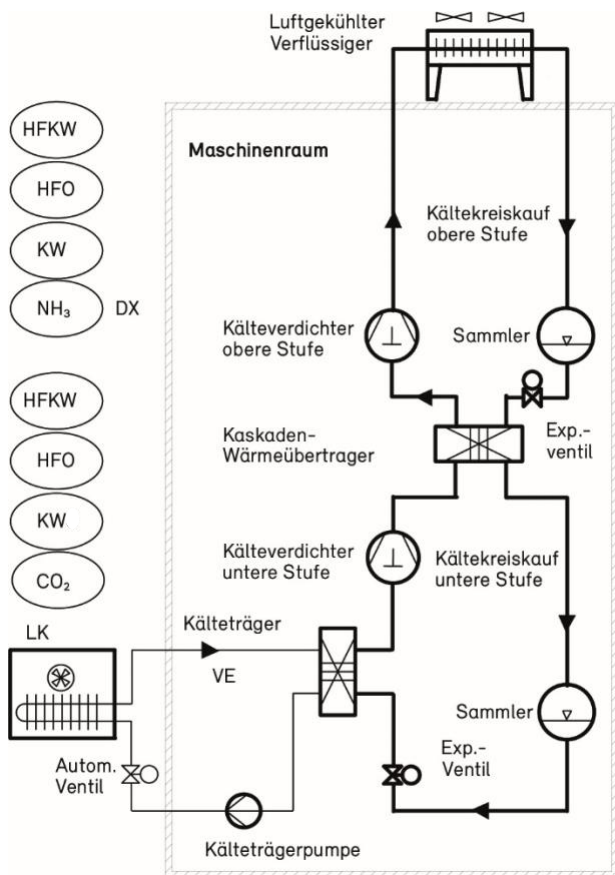 Luftgekühlter
Verflüssiger
HFKW
Maschinenraum
HFO
Kältekreiskauf
obere Stufe
KW
NH₃
DX
Kälteverdichter
obere Stufe
Sammler
HFKW
Kaskaden-
Wärmeübertrager
Exp.-
ventil
HFO
KW
Kälteverdichter
untere Stufe
Kältekreiskauf
untere Stufe
CO₂
LK
Kälteträger
VE
Sammler
Autom.
Ventil
Exp.-
Ventil
Kälteträgerpumpe